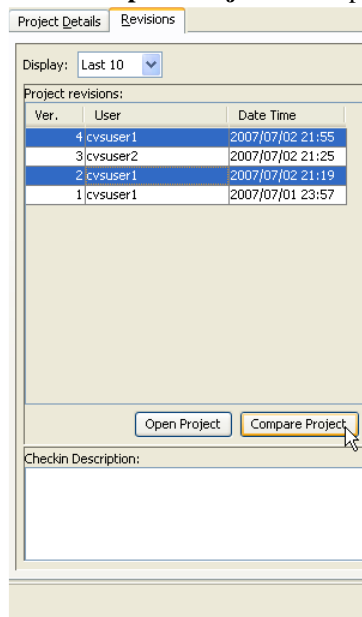 Project Details Revisions
Display: Last 10
Project revisions:
Ver. User Date Time
4 cvsuser1 2007/07/02 21:55
3 cvsuser2 2007/07/02 21:25
2 cvsuser1 2007/07/02 21:19
1 cvsuser1 2007/07/01 23:57
Open Project Compare Project
Checkin Description: